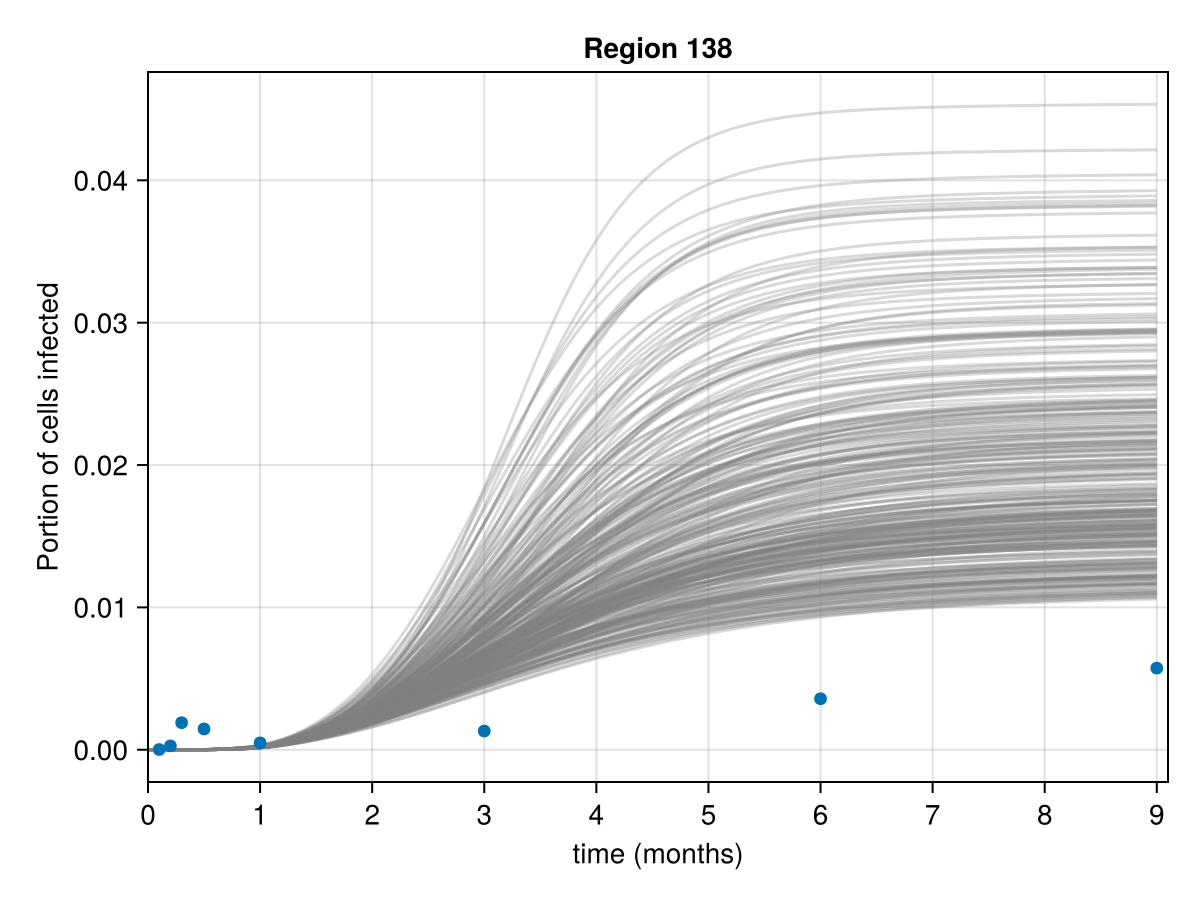 Region 138
Portion of cells infected
0.04
0.03
0.02
0.01
0.00
0 1 2 3 4 5 6 7 8 9
time (months)